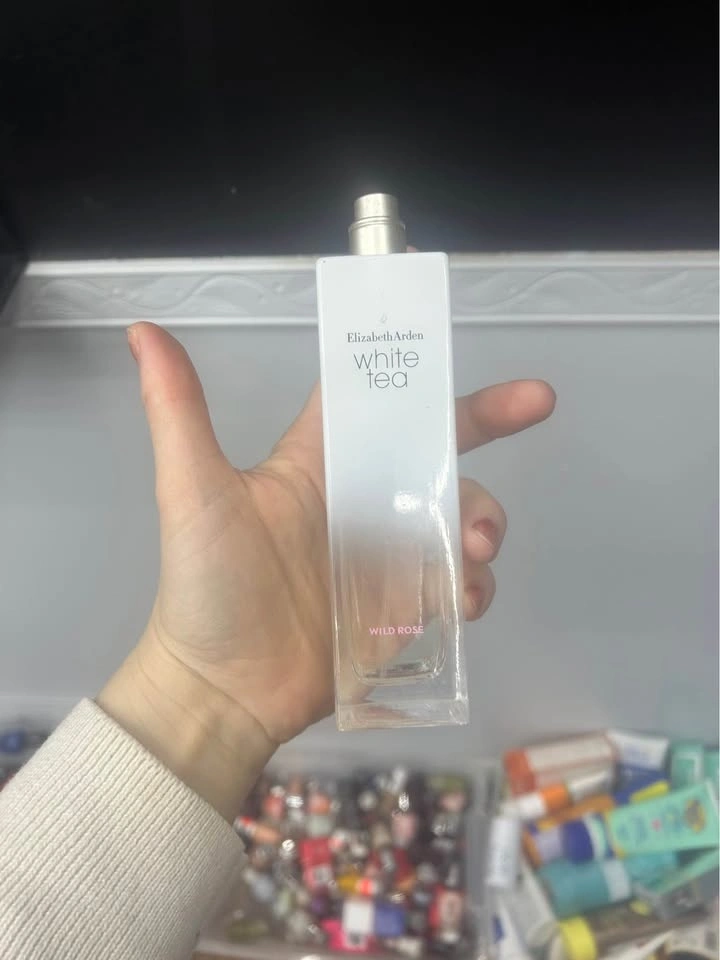 ElizabethArden
white
tea
WILD ROSE